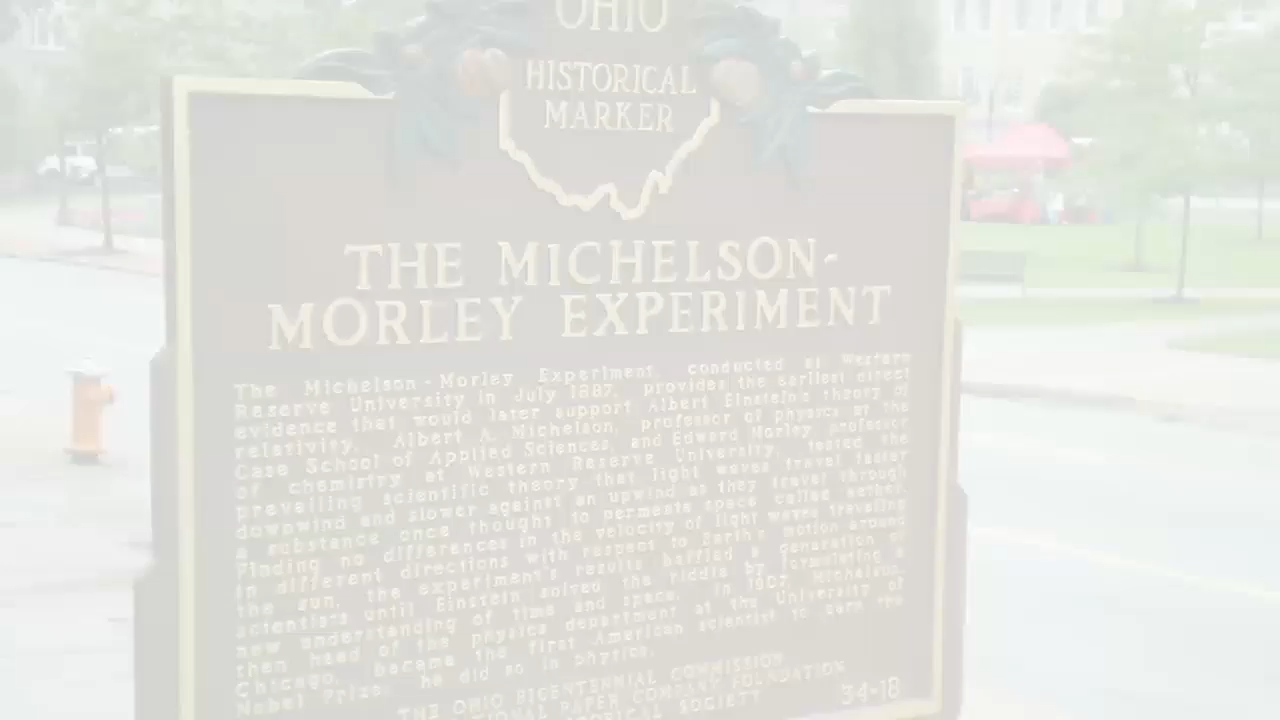 OHIO
HISTORICAL
MARKER
THE MICHELSON-
MORLEY EXPERIMENT
The Michelson-Morley Experiment, conducted at Western
Reserve University in July 1887, provides the earliest direct
evidence that would later support Albert Einstein's theory of
relativity. Albert A. Michelson, professor of physics at the
Case School of Applied Sciences, and Edward Morley, professor
of chemistry at Western Reserve University, tested the
prevailing scientific theory that light waves travel faster
downwind and slower against an upwind as they travel through
a substance once thought to permeate space called aether.
Finding no differences in the velocity of light waves traveling
in different directions with respect to Earth's motion around
the sun, the experiment's results baffled a generation of
scientists until Einstein solved the riddle by formulating a
new understanding of time and space. In 1907, Michelson,
then head of the physics department at the University of
Chicago, became the first American scientist to earn the
Nobel Prize; he did so in physics.
THE OHIO BICENTENNIAL COMMISSION
PAPER COMPANY FOUNDATION
SOCIETY
34-18